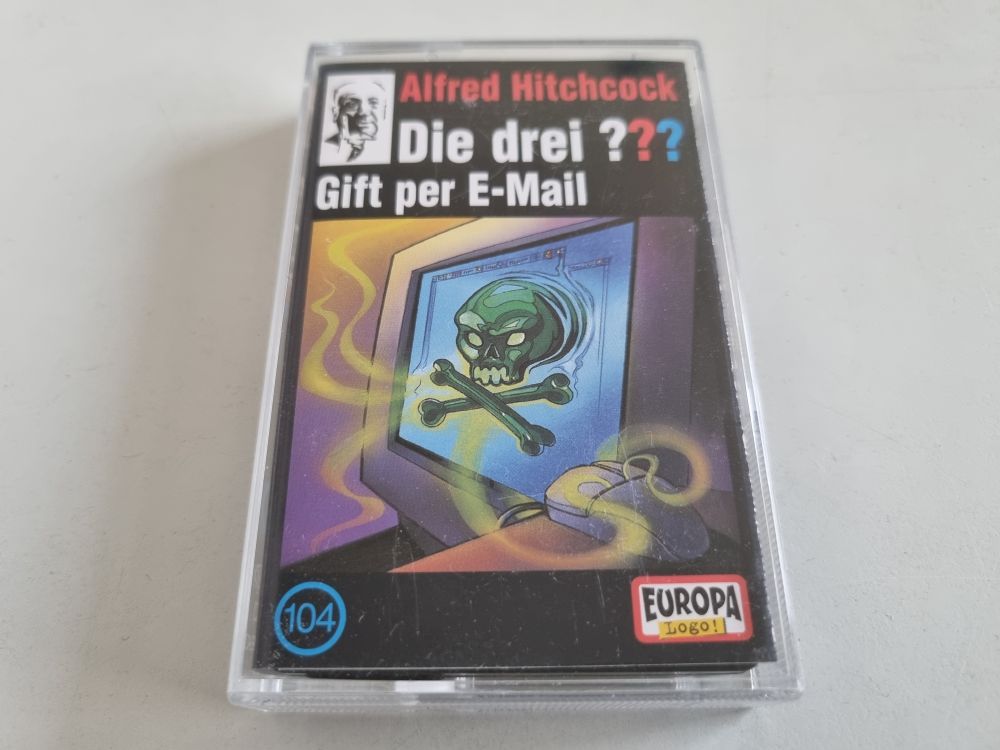 Alfred Hitchcock
Die drei ???
Gift per E-Mail
104
EUROPA
Logo!